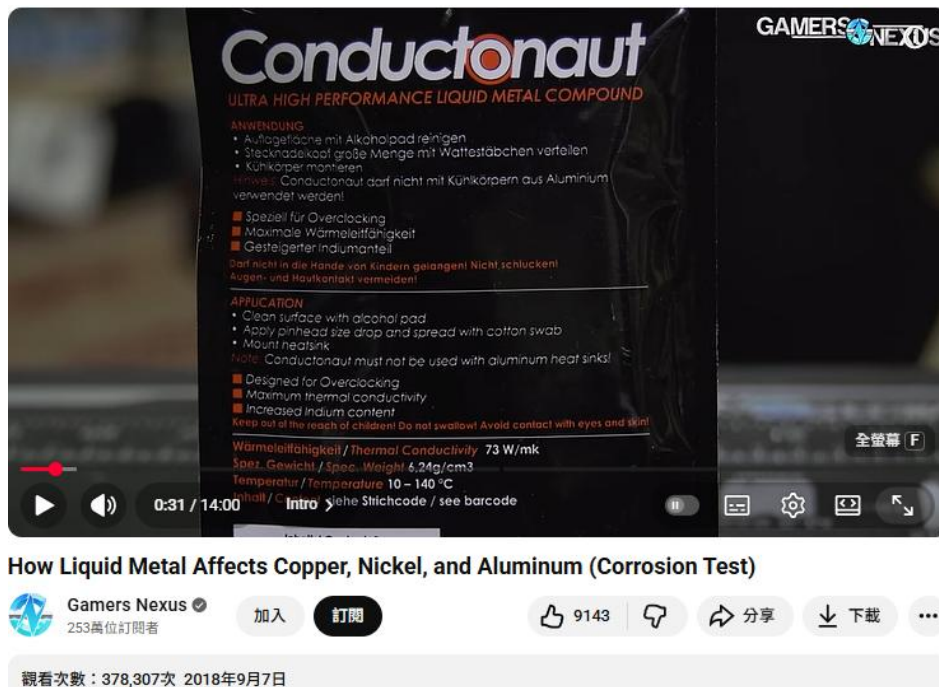 GAMERS NEXUS
Conductonaut
ULTRA HIGH PERFORMANCE LIQUID METAL COMPOUND
ANWENDUNG
• Auflagefläche mit Alkoholpad reinigen
• Stecknadelkopf große Menge mit Wattestäbchen verteilen
• Kühlkörper montieren
Hinweis: Conductonaut darf nicht mit Kühlkörpern aus Aluminium
verwendet werden!
Speziell für Overclocking
Maximale Wärmeleitfähigkeit
Gesteigerter Indiumanteil
Darf nicht in die Hände von Kindern gelangen! Nicht schlucken!
Augen- und Hautkontakt vermeiden!
APPLICATION
• Clean surface with alcohol pad
• Apply pinhead size drop and spread with cotton swab
• Mount heatsink
Note: Conductonaut must not be used with aluminum heat sinks!
Designed for Overclocking
Maximum thermal conductivity
Increased Indium content
Keep out of the reach of children! Do not swallow! Avoid contact with eyes and skin!
Wärmeleitfähigkeit / Thermal Conductivity 73 W/mk
Spez. Gewicht / Spec. Weight 6.24g/cm3
Temperatur / Temperature 10 – 140 °C
Inhalt / Content siehe Strichcode / see barcode
全螢幕 F
0:31 / 14:00 Intro
How Liquid Metal Affects Copper, Nickel, and Aluminum (Corrosion Test)
Gamers Nexus
253萬位訂閱者
加入 訂閱 9143 分享 下載
觀看次數：378,307次 2018年9月7日